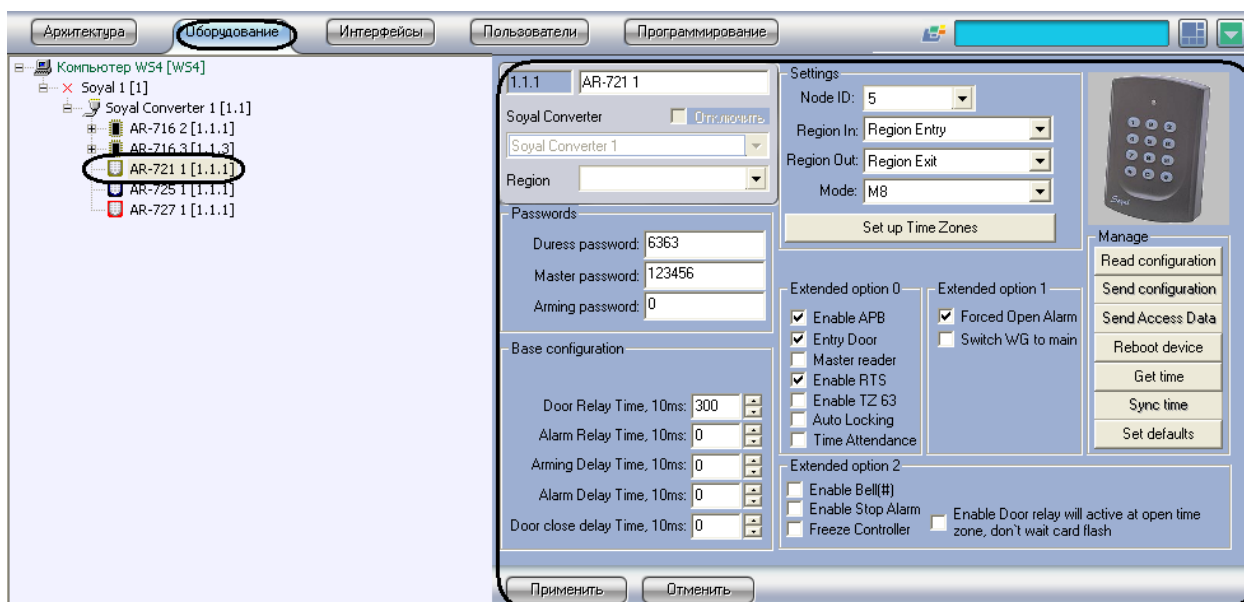 Архитектура Оборудование Интерфейсы Пользователи Программирование
Компьютер WS4 [WS4]
Soyal 1 [1]
Soyal Converter 1 [1.1]
AR-716 2 [1.1.1]
AR-716 3 [1.1.3]
AR-721 1 [1.1.1]
AR-725 1 [1.1.1]
AR-727 1 [1.1.1]
1.1.1 AR-721 1
Soyal Converter Отключить
Soyal Converter 1
Region
Passwords
Duress password: 6363
Master password: 123456
Arming password: 0
Base configuration
Door Relay Time, 10ms: 300
Alarm Relay Time, 10ms: 0
Arming Delay Time, 10ms: 0
Alarm Delay Time, 10ms: 0
Door close delay Time, 10ms: 0
Settings
Node ID: 5
Region In: Region Entry
Region Out: Region Exit
Mode: M8
Set up Time Zones
Extended option 0
Enable APB
Entry Door
Master reader
Enable RTS
Enable TZ 63
Auto Locking
Time Attendance
Extended option 1
Forced Open Alarm
Switch WG to main
Extended option 2
Enable Bell(#)
Enable Stop Alarm
Freeze Controller
Enable Door relay will active at open time
zone, don`t wait card flash
Soyal
Manage
Read configuration
Send configuration
Send Access Data
Reboot device
Get time
Sync time
Set defaults
Применить Отменить